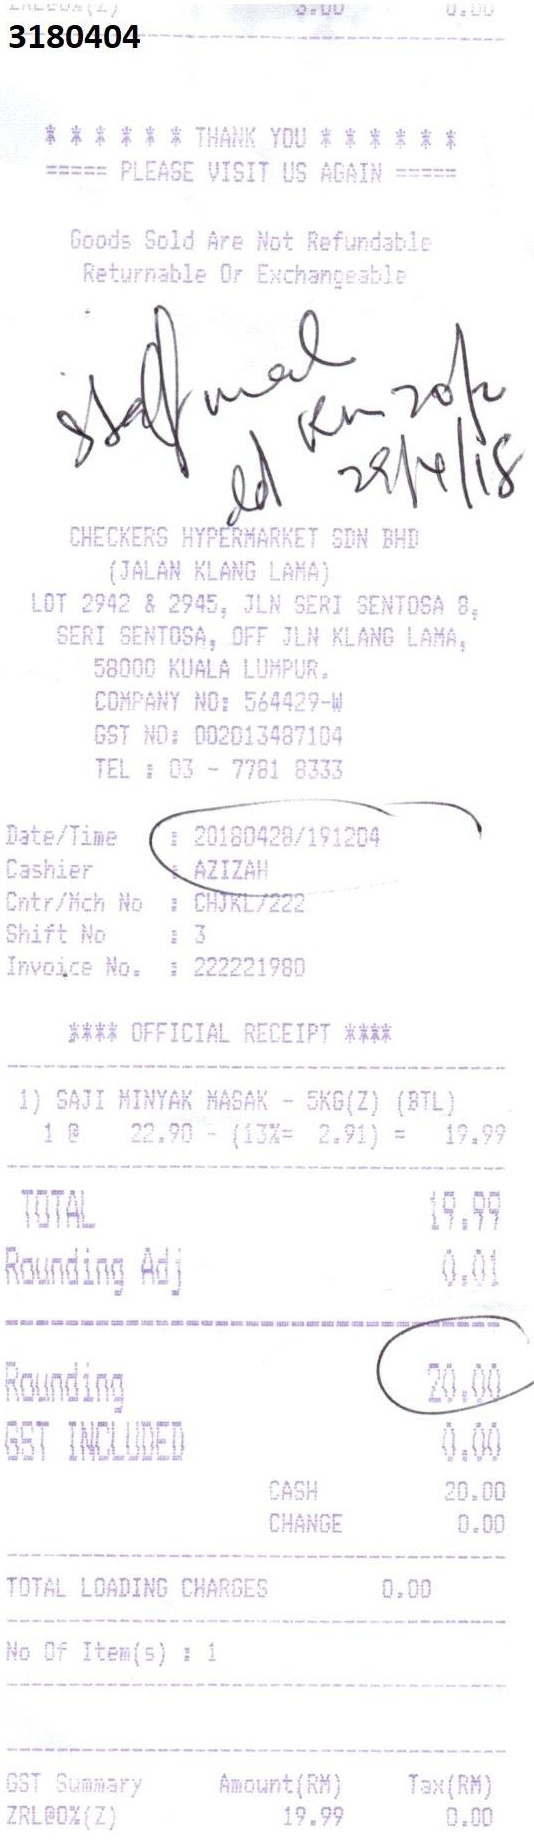 ZRL@0%(Z) 3.00 0.00
3180404
* * * * * * THANK YOU * * * * * *
===== PLEASE VISIT US AGAIN =====
Goods Sold Are Not Refundable
Returnable Or Exchangeable
staff meal
Rm 20/=
29/4/18
CHECKERS HYPERMARKET SDN BHD
(JALAN KLANG LAMA)
LOT 2942 & 2945, JLN SERI SENTOSA 8,
SERI SENTOSA, OFF JLN KLANG LAMA,
58000 KUALA LUMPUR.
COMPANY NO: 564429-W
GST NO: 002013487104
TEL : 03 - 7781 8333
Date/Time : 20180428/191204
Cashier : AZIZAH
Cntr/Mch No : CHJKL/222
Shift No : 3
Invoice No. : 222221980
**** OFFICIAL RECEIPT ****
1) SAJI MINYAK MASAK - 5KG(Z) (BTL)
1 @ 22.90 - (13%= 2.91) = 19.99
TOTAL 19.99
Rounding Adj 0.01
Rounding 20.00
GST INCLUDED 0.00
CASH 20.00
CHANGE 0.00
TOTAL LOADING CHARGES 0.00
No Of Item(s) : 1
GST Summary Amount(RM) Tax(RM)
ZRL@0%(Z) 19.99 0.00